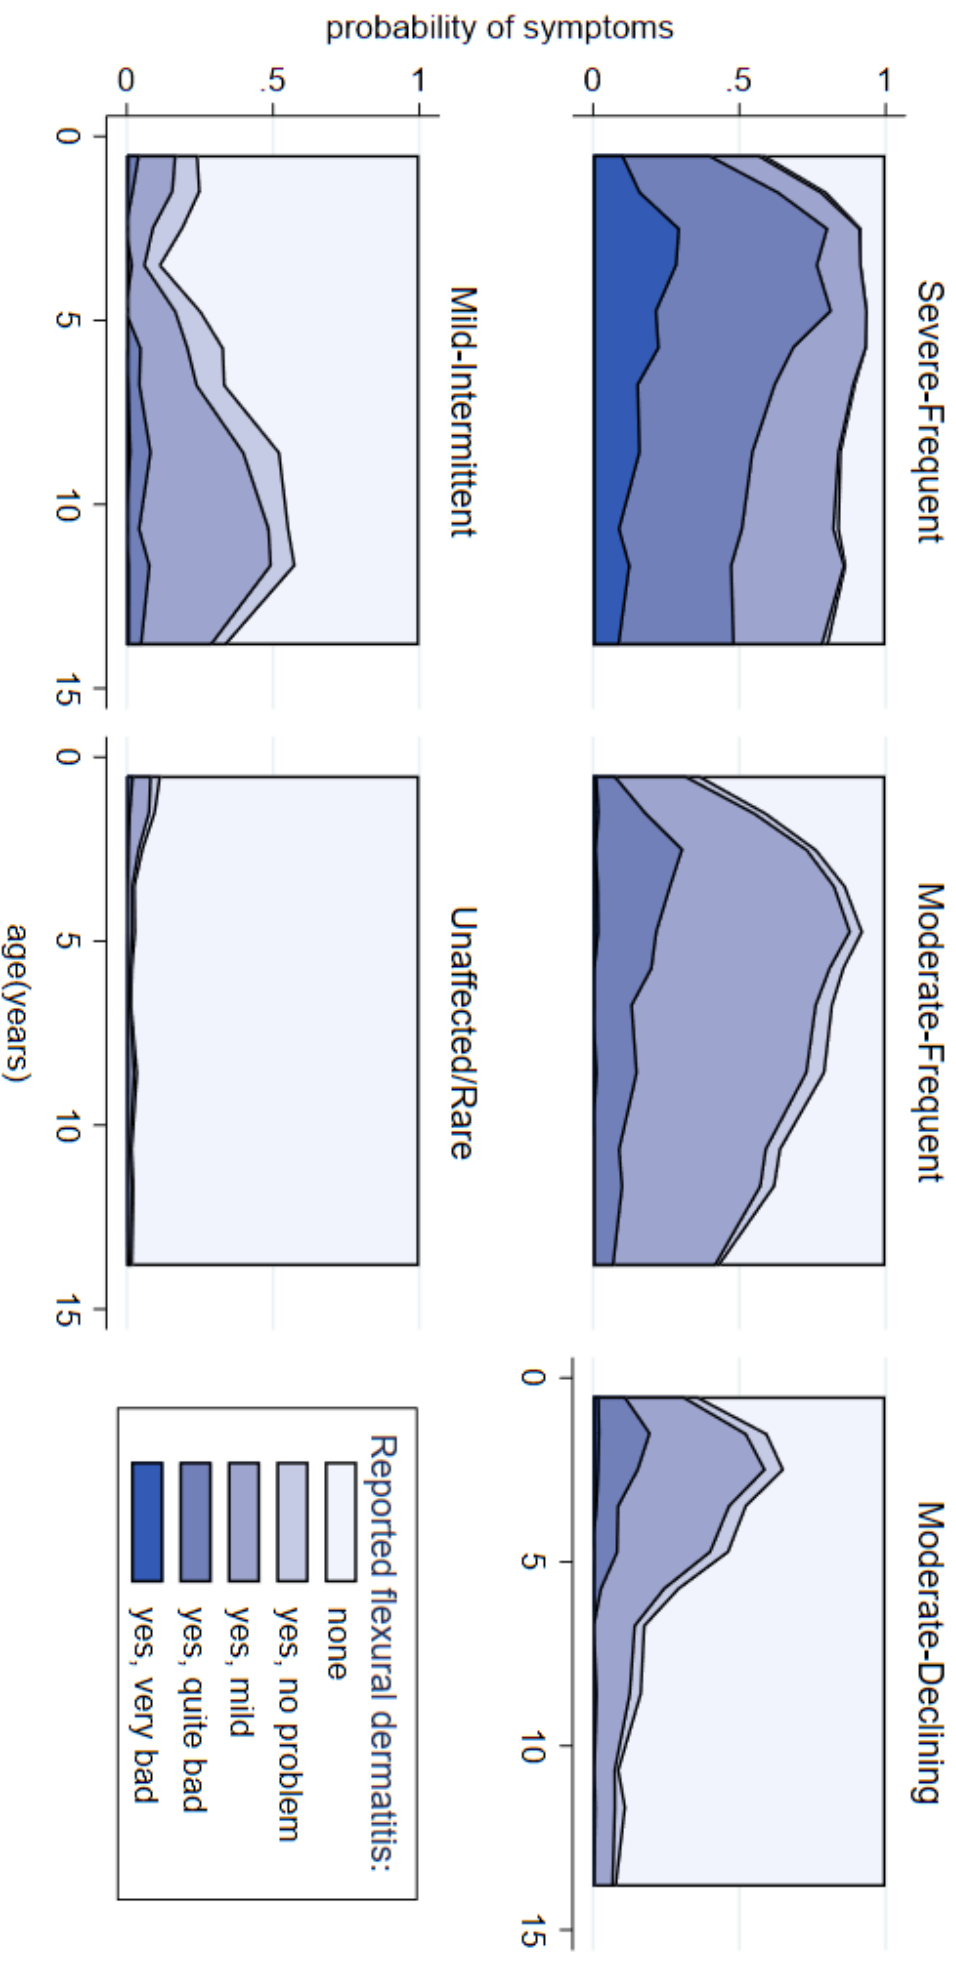 Severe-Frequent
Moderate-Frequent
Moderate-Declining
0 .5 1
0 5 10 15
Mild-Intermittent
Unaffected/Rare
0 .5 1
0 5 10 15
0 5 10 15
probability of symptoms
age(years)
Reported flexural dermatitis:
none
yes, no problem
yes, mild
yes, quite bad
yes, very bad